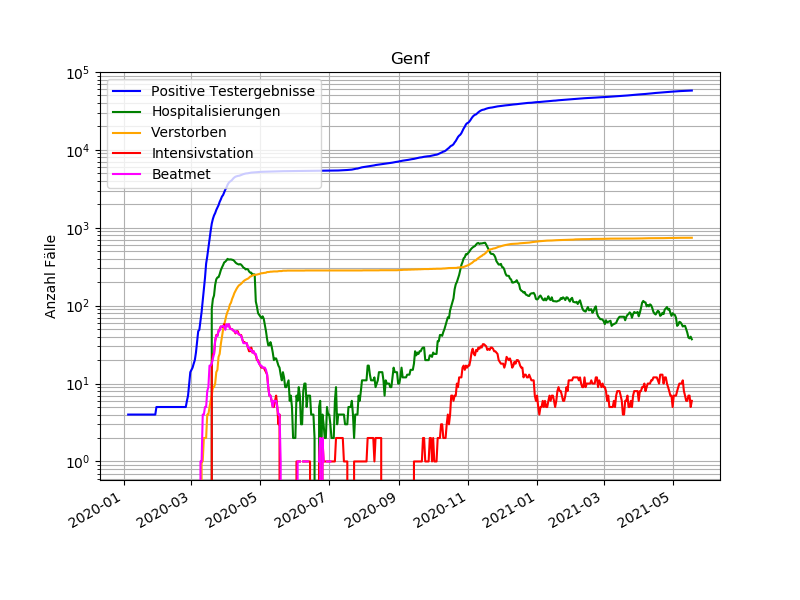 Genf
10^5
10^4
10^3
10^2
10^1
10^0
Anzahl Fälle
Positive Testergebnisse
Hospitalisierungen
Verstorben
Intensivstation
Beatmet
2020-01
2020-03
2020-05
2020-07
2020-09
2020-11
2021-01
2021-03
2021-05